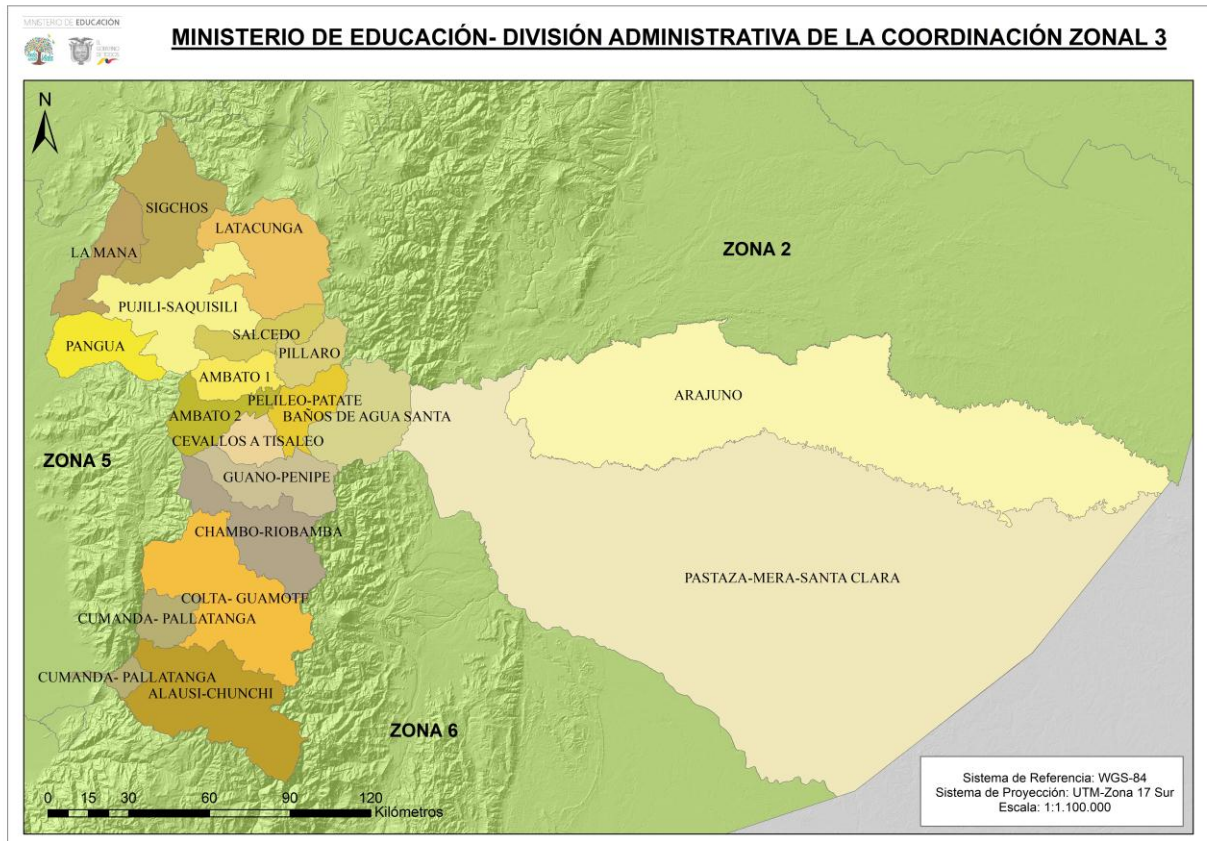 MINISTERIO DE EDUCACIÓN
MINISTERIO DE EDUCACIÓN- DIVISIÓN ADMINISTRATIVA DE LA COORDINACIÓN ZONAL 3
N
SIGCHOS
LATACUNGA
LA MANA
ZONA 2
PUJILI-SAQUISILI
SALCEDO
PANGUA
PILLARO
AMBATO 1
ARAJUNO
PELILEO-PATATE
AMBATO 2
BAÑOS DE AGUA SANTA
CEVALLOS A TISALEO
ZONA 5
GUANO-PENIPE
CHAMBO-RIOBAMBA
PASTAZA-MERA-SANTA CLARA
COLTA- GUAMOTE
CUMANDA- PALLATANGA
CUMANDA- PALLATANGA
ALAUSI-CHUNCHI
ZONA 6
0 15 30 60 90 120
Kilómetros
Sistema de Referencia: WGS-84
Sistema de Proyección: UTM-Zona 17 Sur
Escala: 1:1.100.000